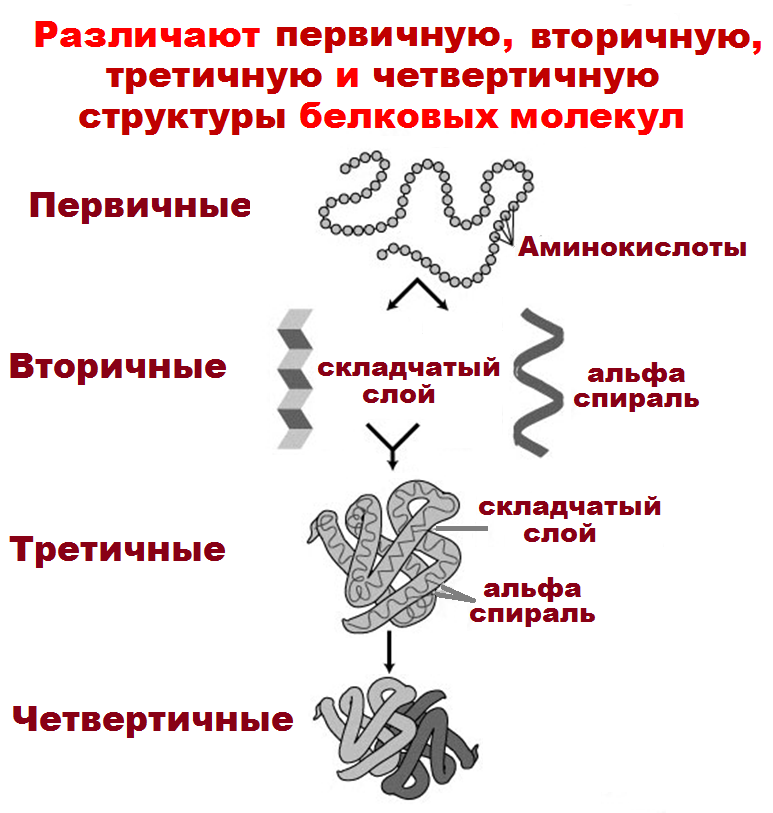 Различают первичную, вторичную,
третичную и четвертичную
структуры белковых молекул
Первичные
Аминокислоты
Вторичные
складчатый
слой
альфа
спираль
Третичные
складчатый
слой
альфа
спираль
Четвертичные